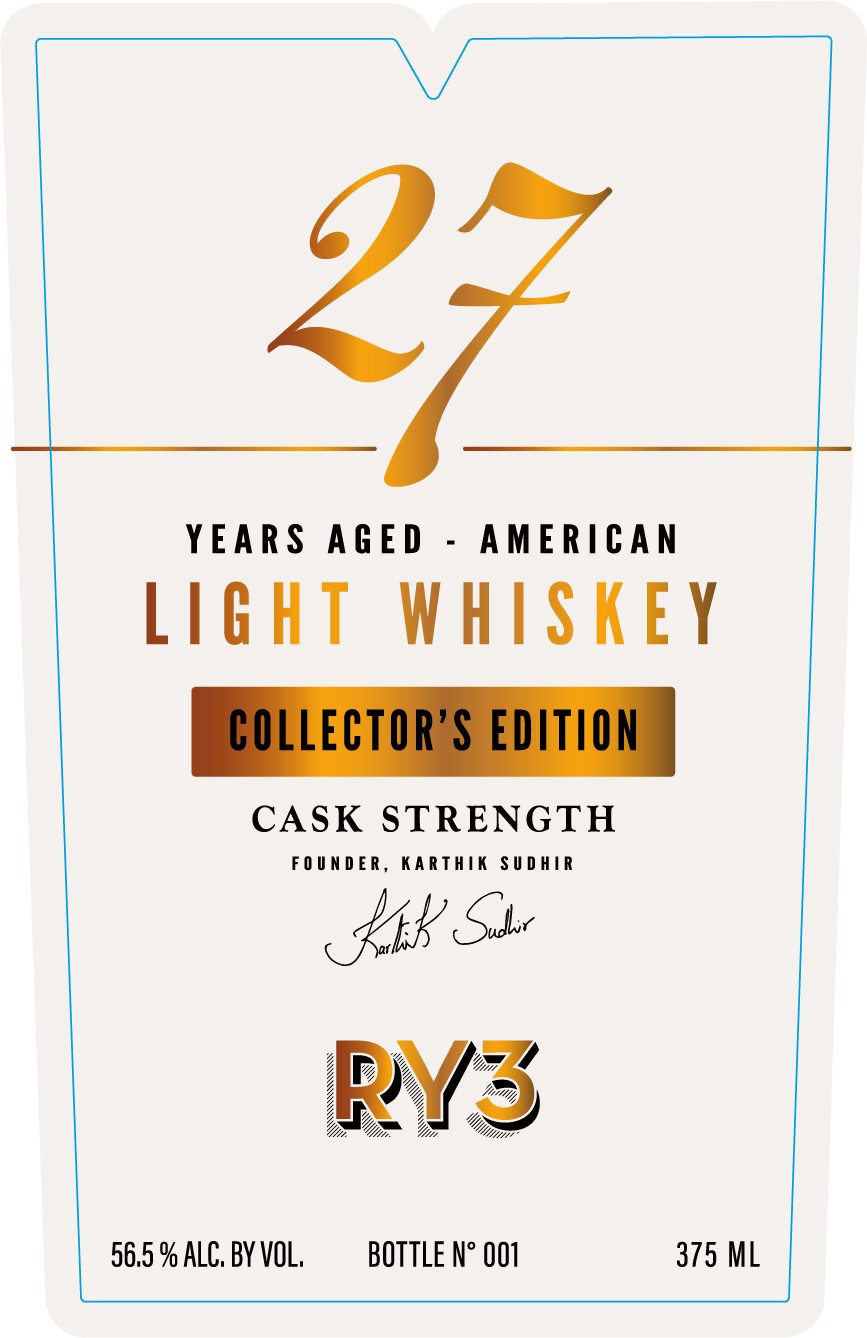 27
YEARS AGED - AMERICAN
LIGHT WHISKEY
COLLECTOR'S EDITION
CASK STRENGTH
FOUNDER, KARTHIK SUDHIR
Karthik Sudhir
RY3
56.5 % ALC. BY VOL. BOTTLE N° 001 375 ML